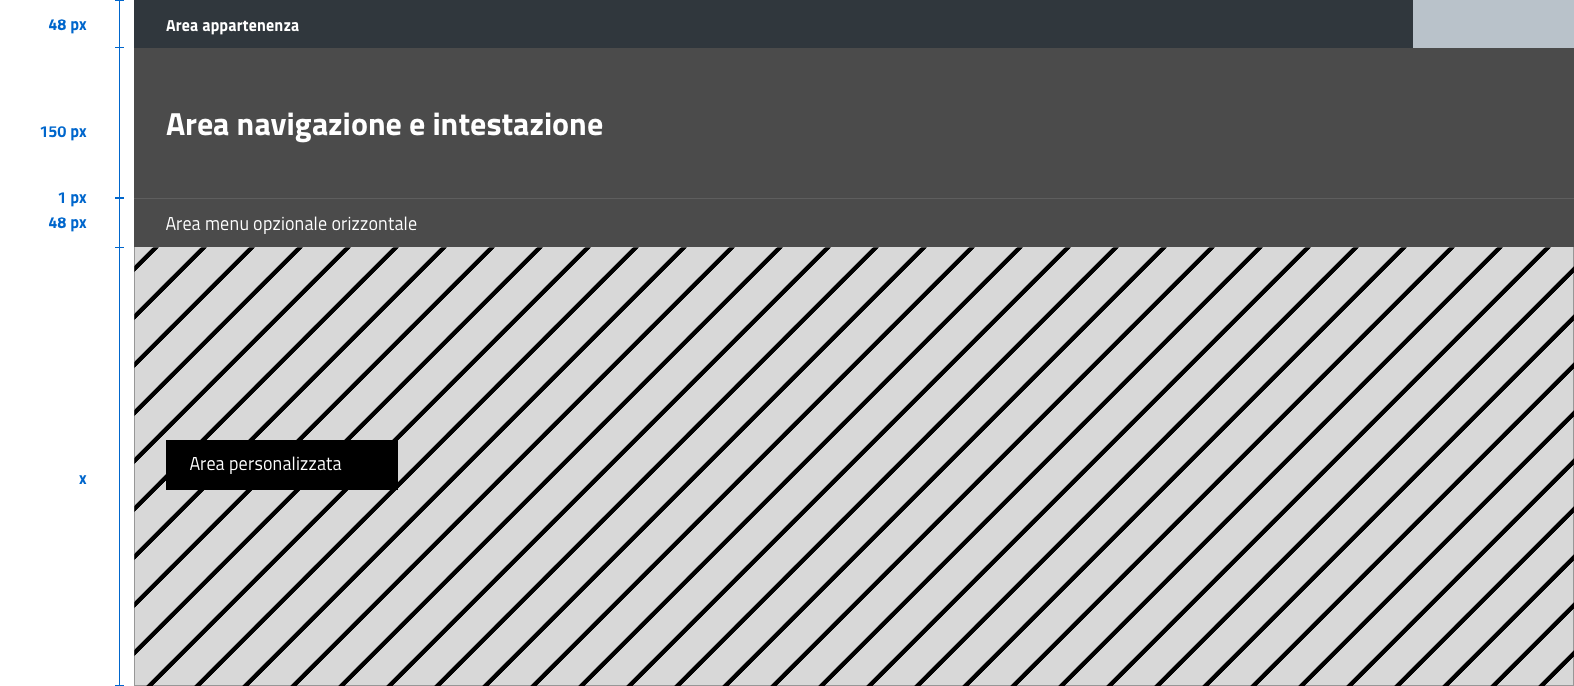 48 px
Area appartenenza
150 px
Area navigazione e intestazione
1 px
48 px
Area menu opzionale orizzontale
Area personalizzata
x